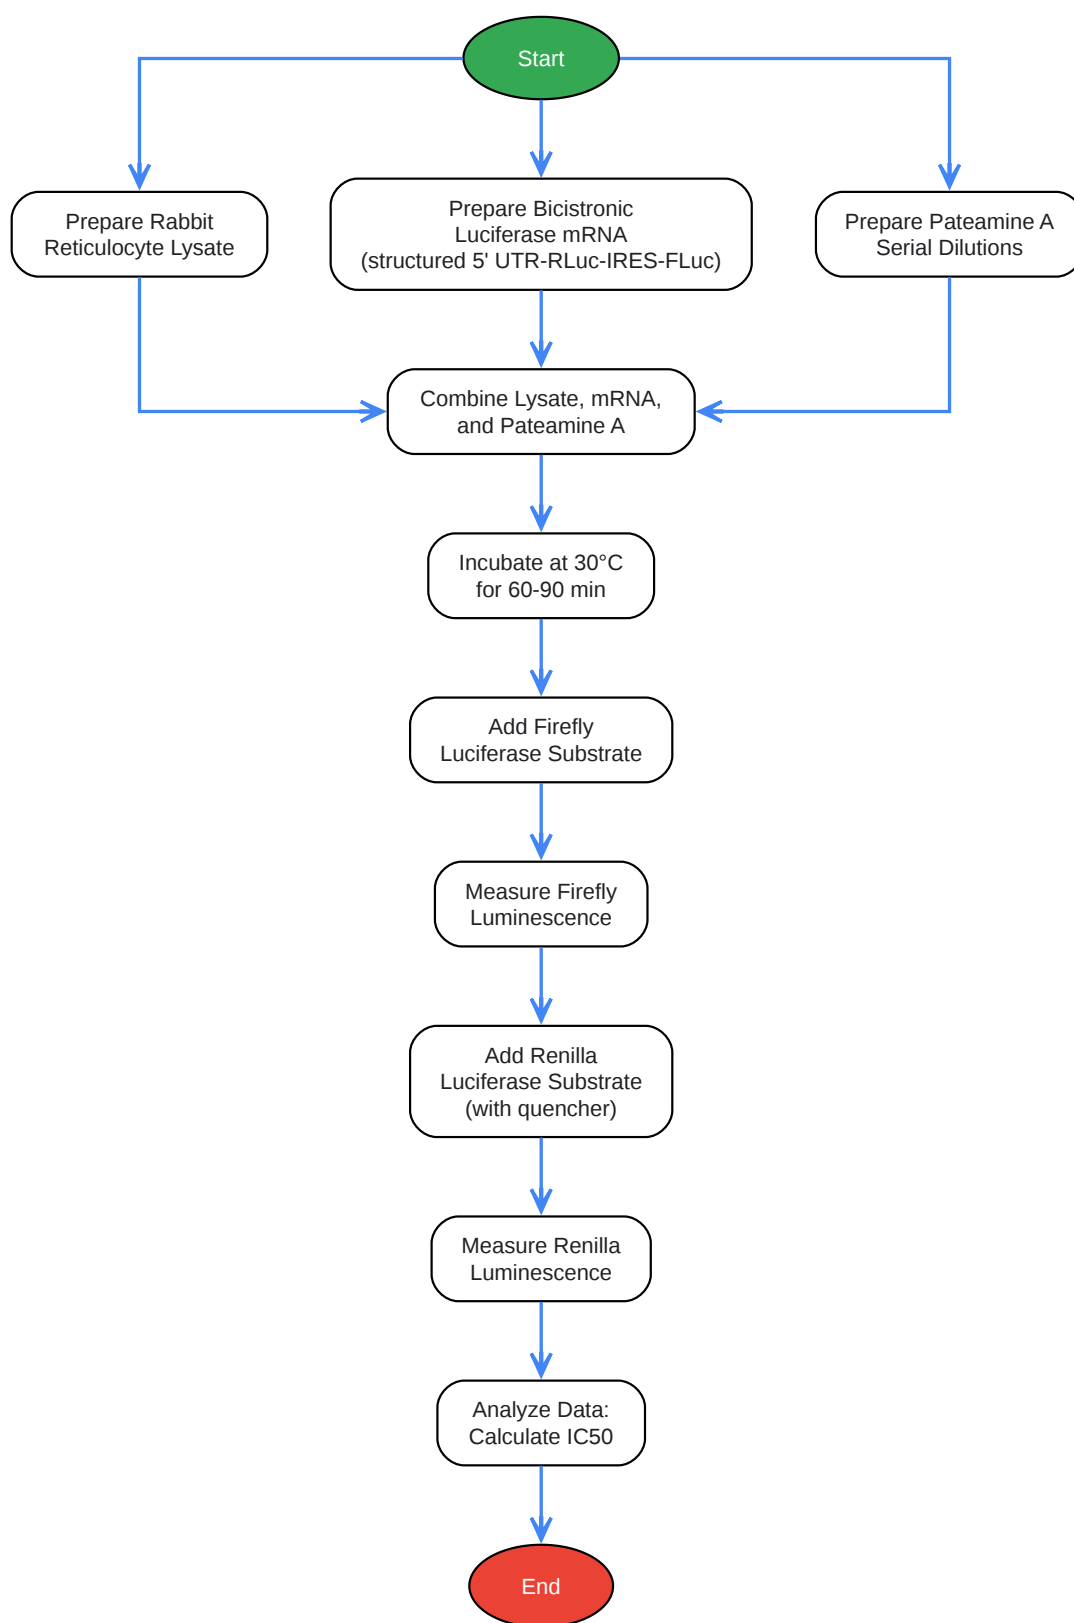 Start
Prepare Rabbit
Reticulocyte Lysate
Prepare Bicistronic
Luciferase mRNA
(structured 5' UTR-RLuc-IRES-FLuc)
Prepare Pateamine A
Serial Dilutions
Combine Lysate, mRNA,
and Pateamine A
Incubate at 30°C
for 60-90 min
Add Firefly
Luciferase Substrate
Measure Firefly
Luminescence
Add Renilla
Luciferase Substrate
(with quencher)
Measure Renilla
Luminescence
Analyze Data:
Calculate IC50
End